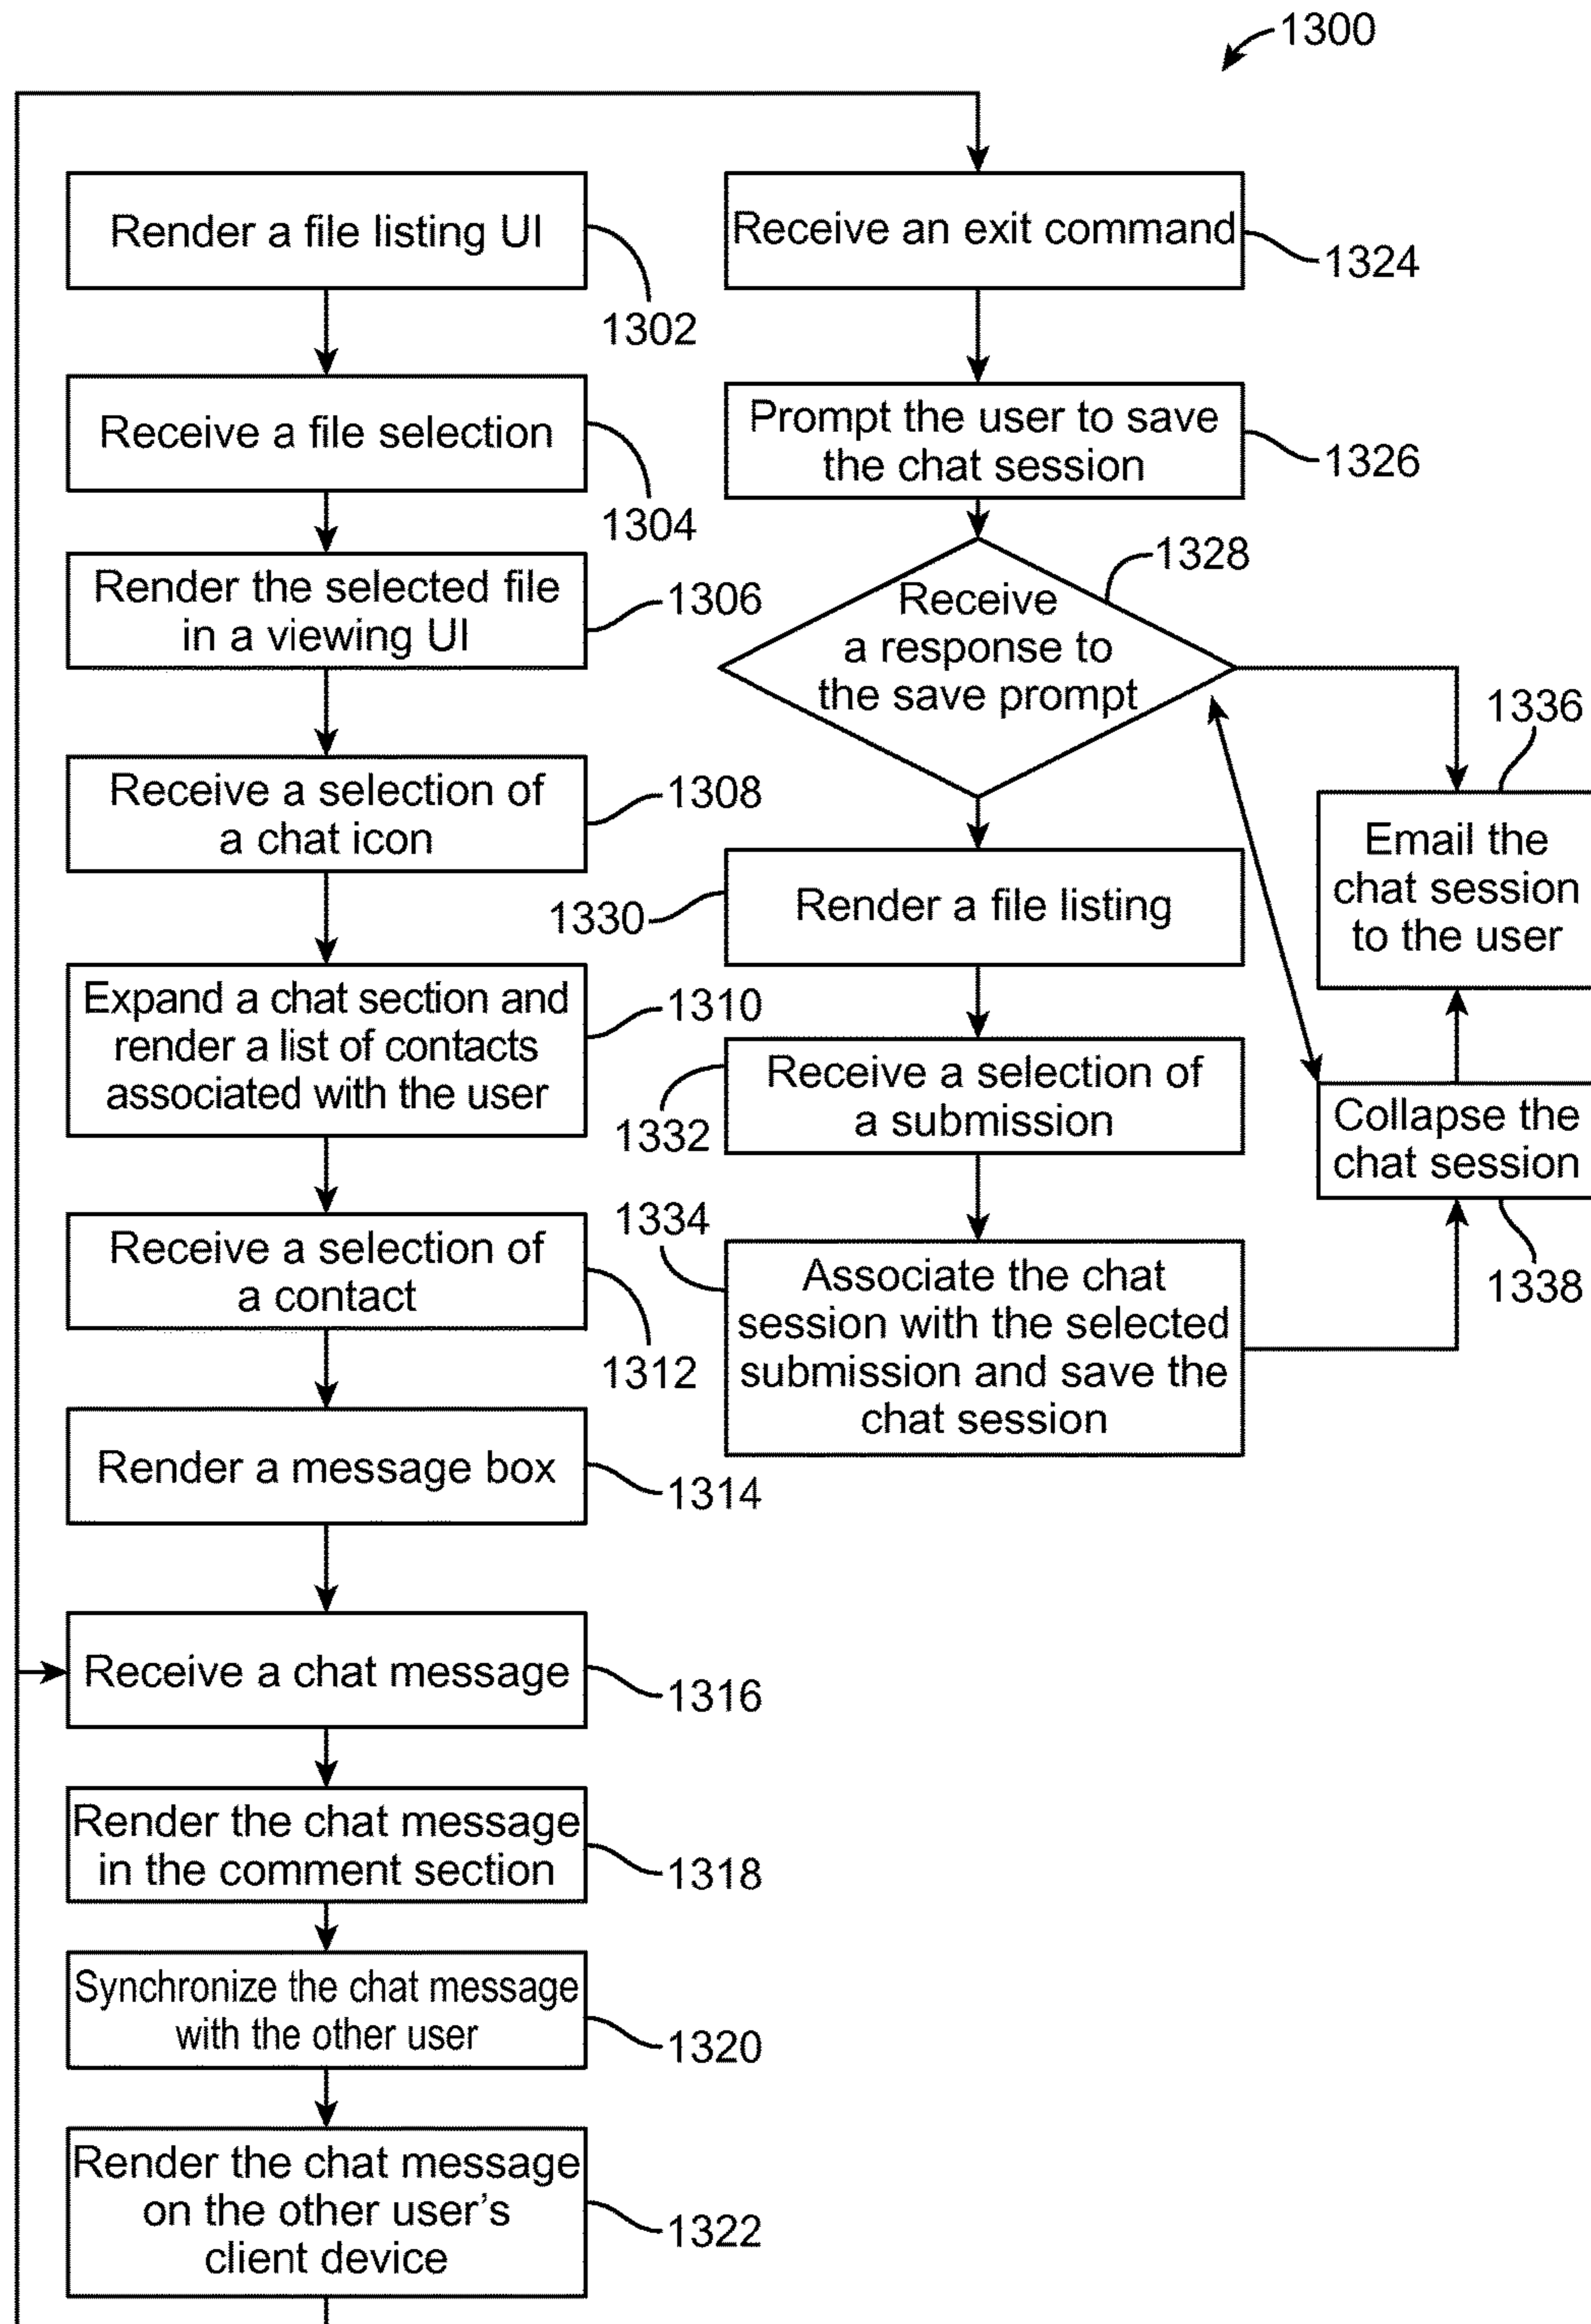 1300
Render a file listing UI
1302
Receive a file selection
1304
Render the selected file
in a viewing UI
1306
Receive a selection of
a chat icon
1308
Expand a chat section and
render a list of contacts
associated with the user
1310
Receive a selection of
a contact
1312
Render a message box
1314
Receive a chat message
1316
Render the chat message
in the comment section
1318
Synchronize the chat message
with the other user
1320
Render the chat message
on the other user's
client device
1322
Receive an exit command
1324
Prompt the user to save
the chat session
1326
Receive
a response to
the save prompt
1328
Render a file listing
1330
Receive a selection of
a submission
1332
Associate the chat
session with the selected
submission and save the
chat session
1334
Email the
chat session
to the user
1336
Collapse the
chat session
1338